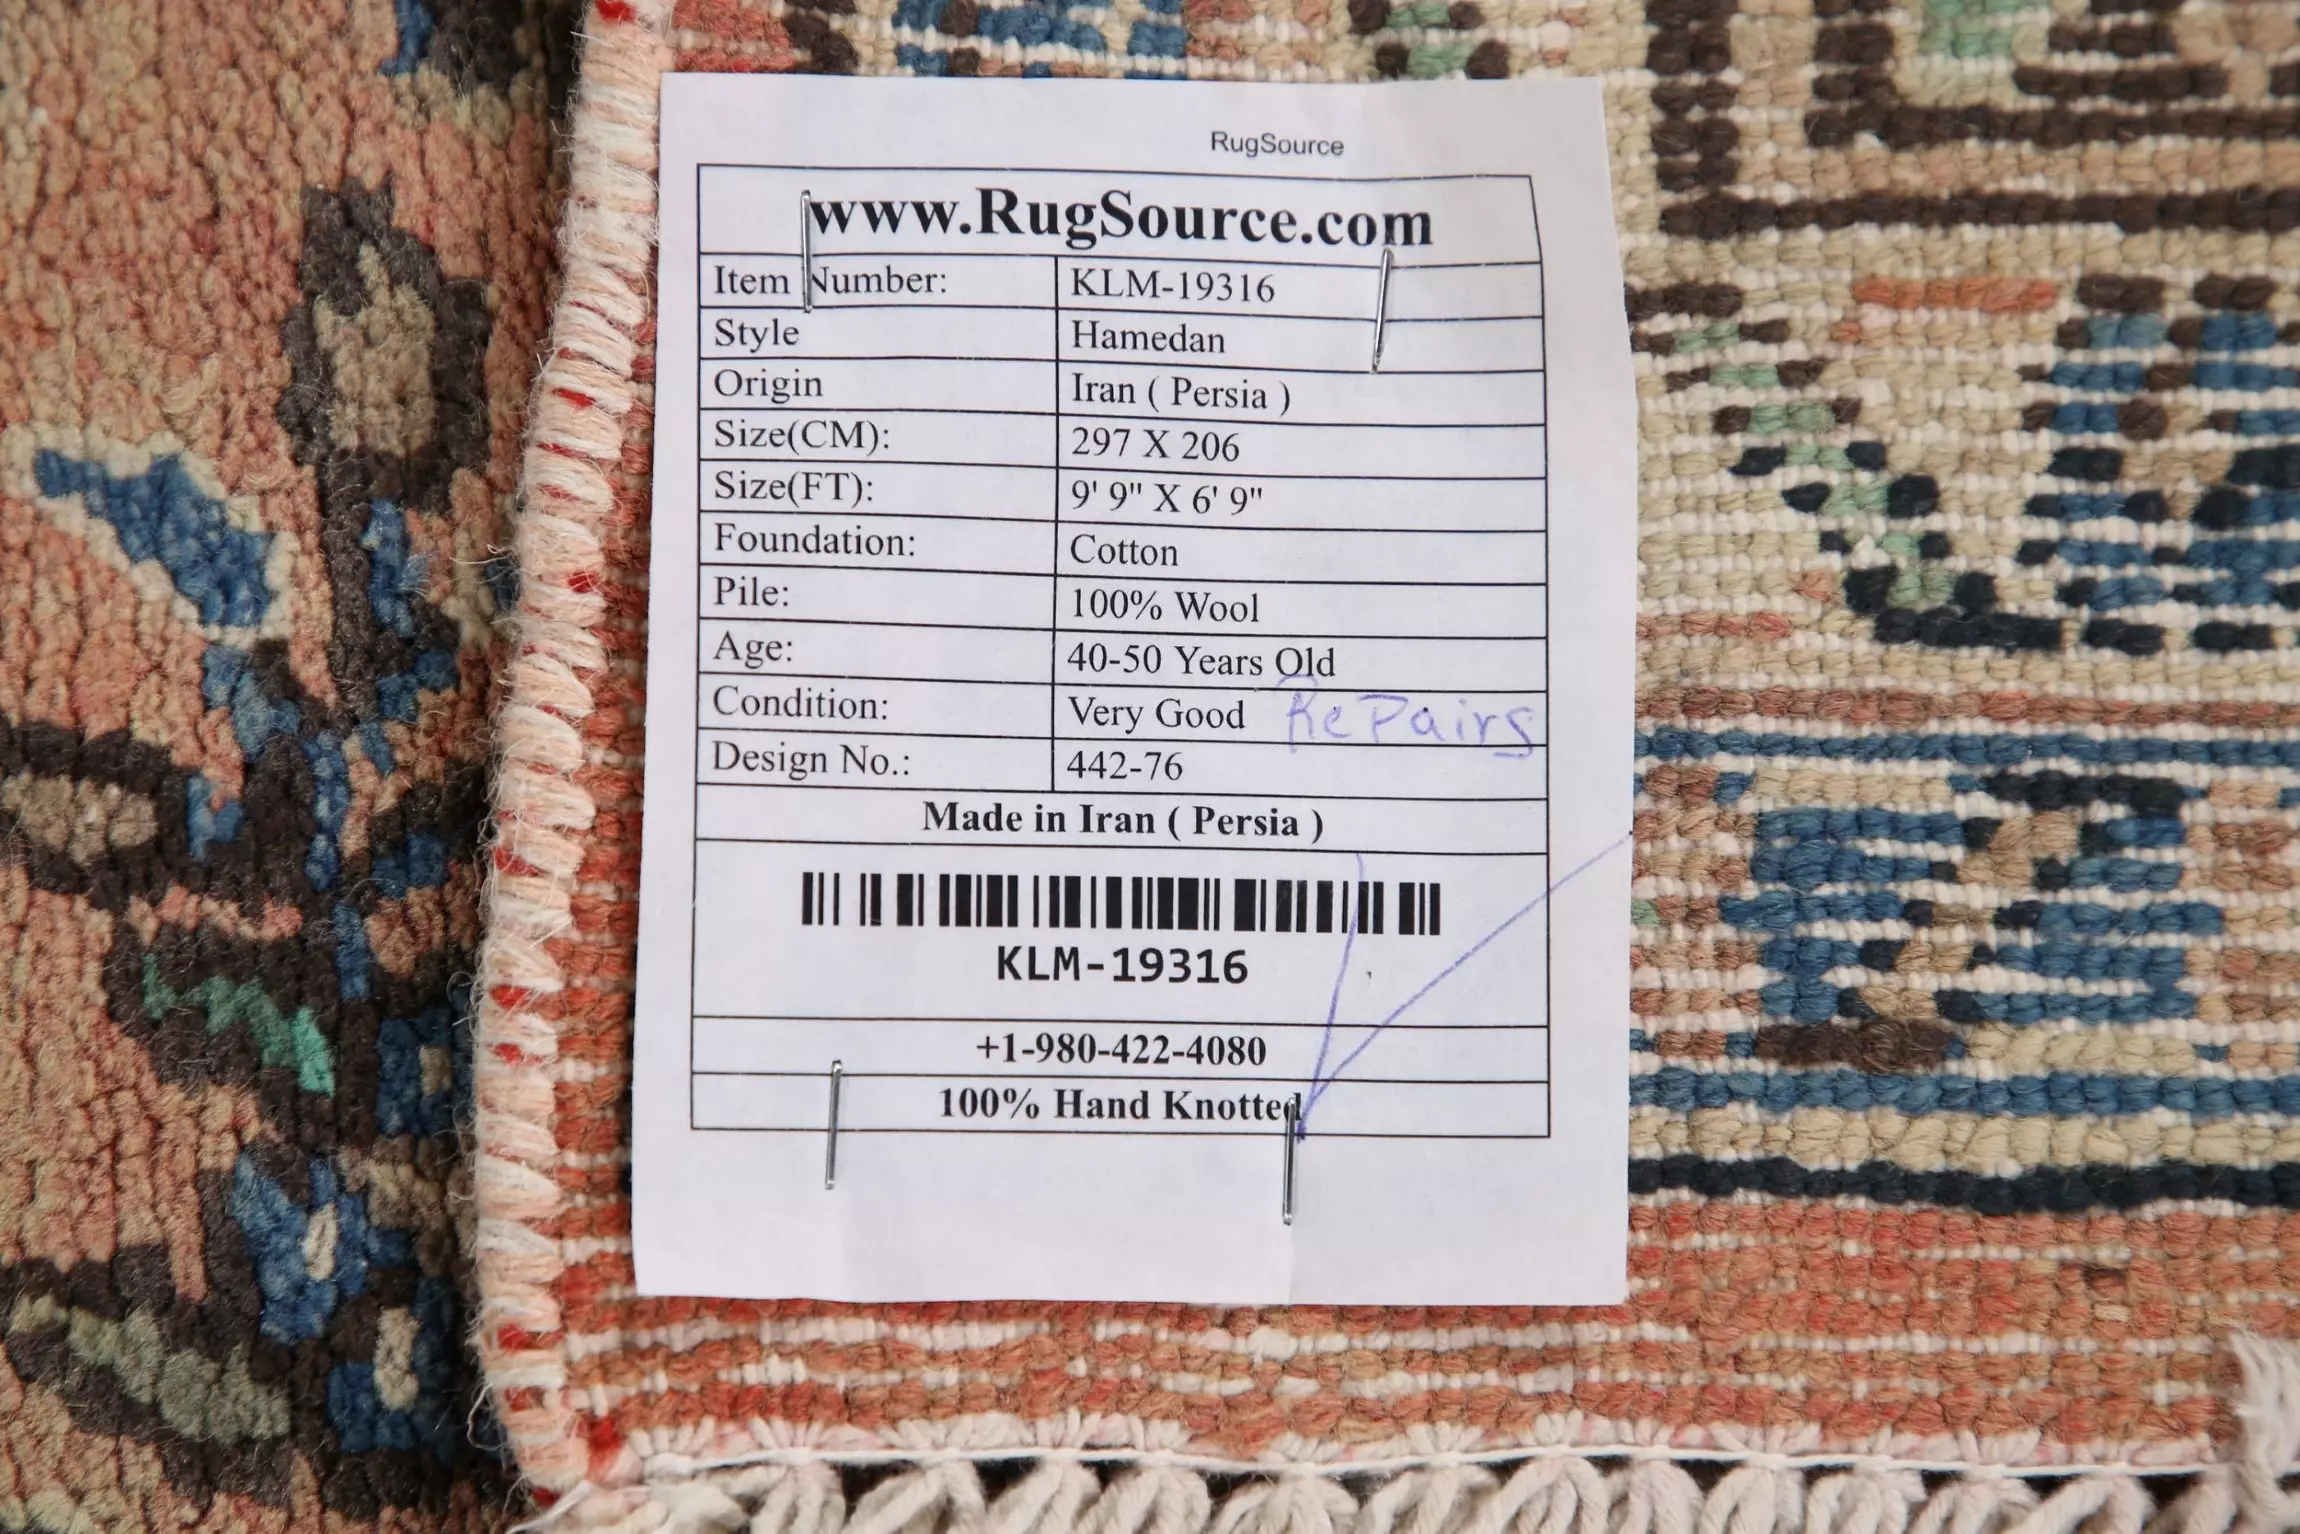 RugSource
www.RugSource.com
Item Number: KLM-19316
Style Hamedan
Origin Iran ( Persia )
Size(CM): 297 X 206
Size(FT): 9' 9" X 6' 9"
Foundation: Cotton
Pile: 100% Wool
Age: 40-50 Years Old
Condition: Very Good RePairs
Design No.: 442-76
Made in Iran ( Persia )
KLM-19316
+1-980-422-4080
100% Hand Knotted